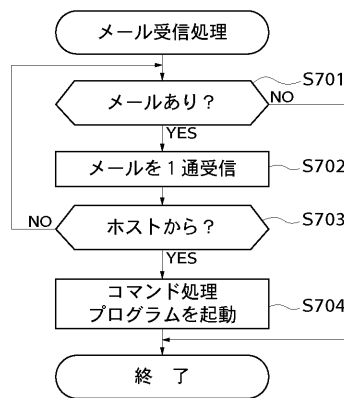 メール受信処理
S701
メールあり?
NO
YES
メールを1通受信
S702
S703
ホストから?
NO
YES
コマンド処理
プログラムを起動
S704
終 了